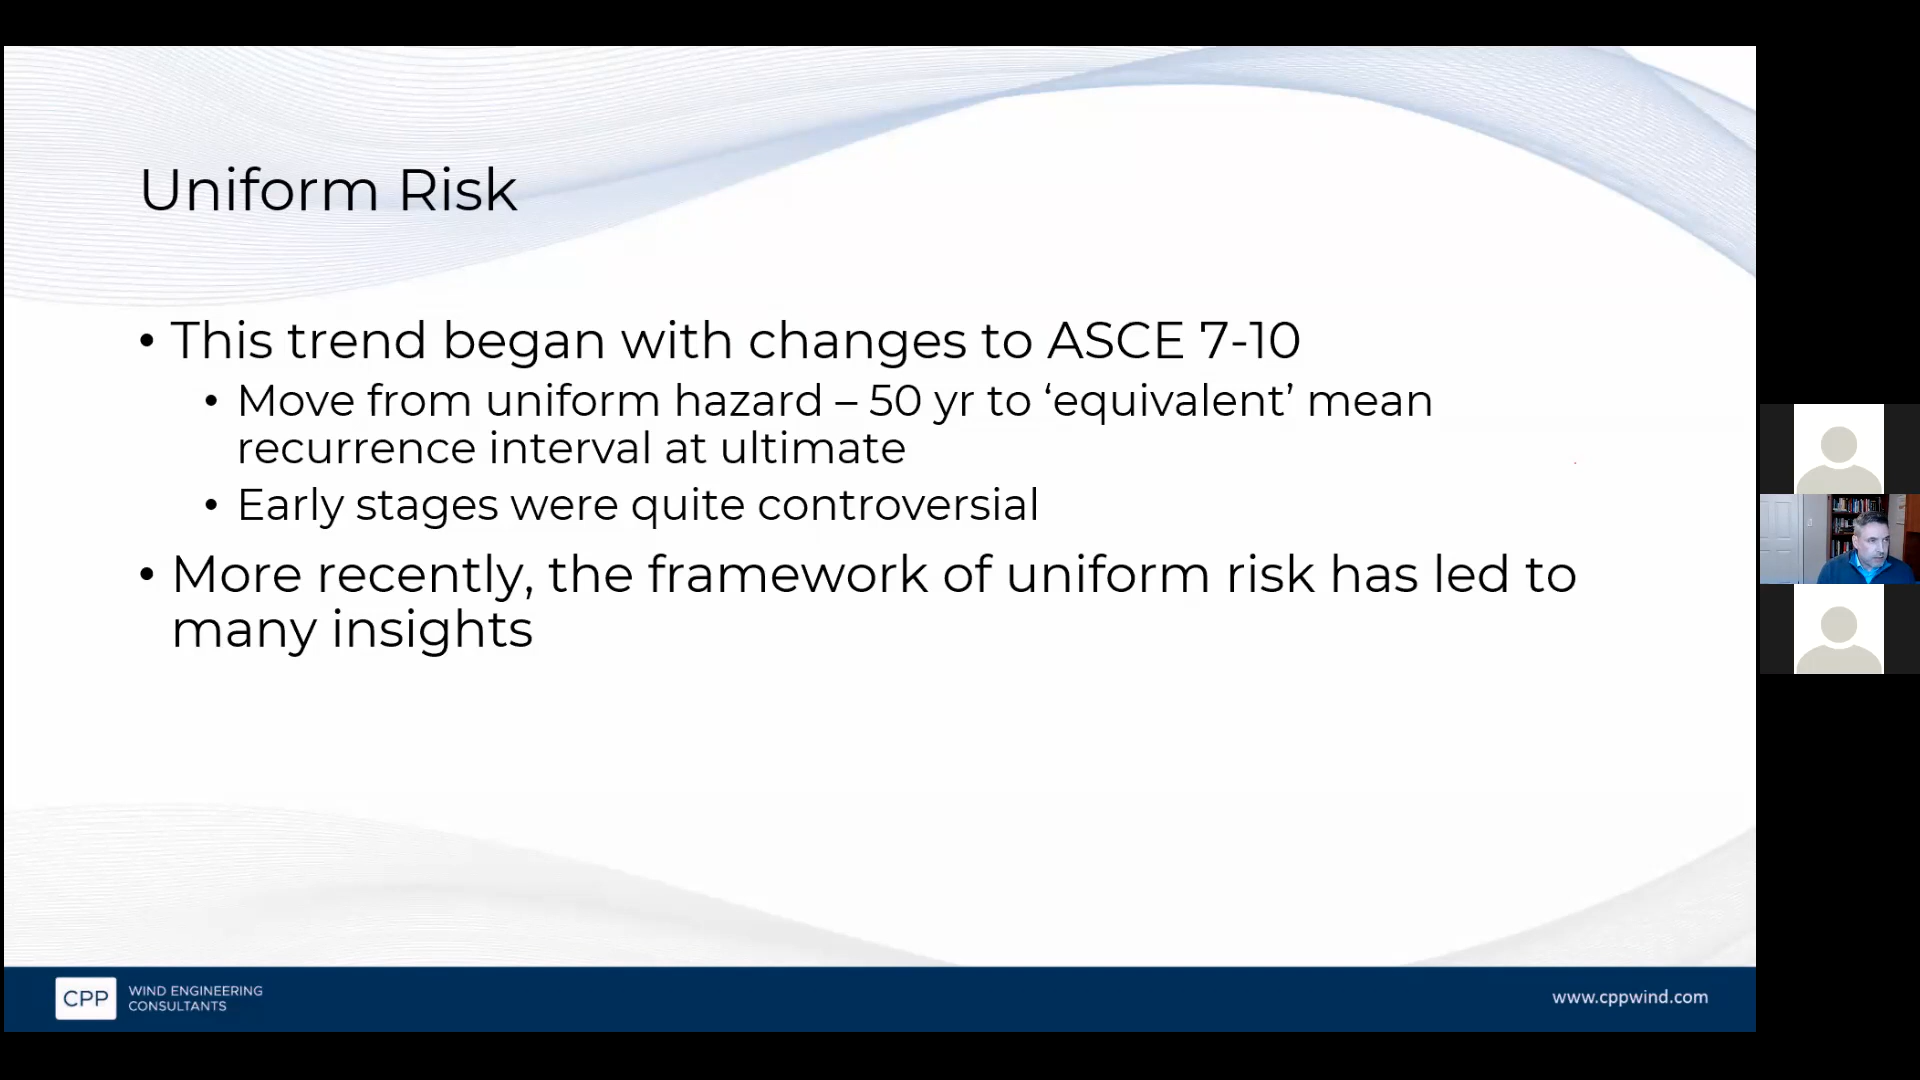 Uniform Risk
• This trend began with changes to ASCE 7-10
• Move from uniform hazard – 50 yr to ‘equivalent’ mean
recurrence interval at ultimate
• Early stages were quite controversial
• More recently, the framework of uniform risk has led to
many insights
CPP
WIND ENGINEERING
CONSULTANTS
www.cppwind.com